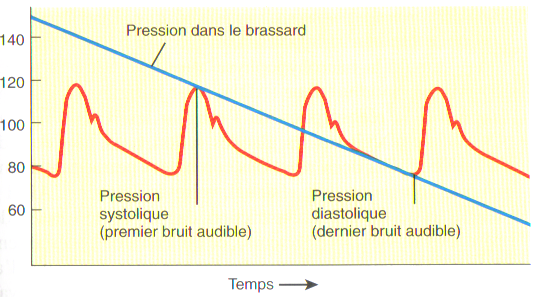 Pression dans le brassard
140
120
100
80
60
Pression
systolique
(premier bruit audible)
Pression
diastolique
(dernier bruit audible)
Temps